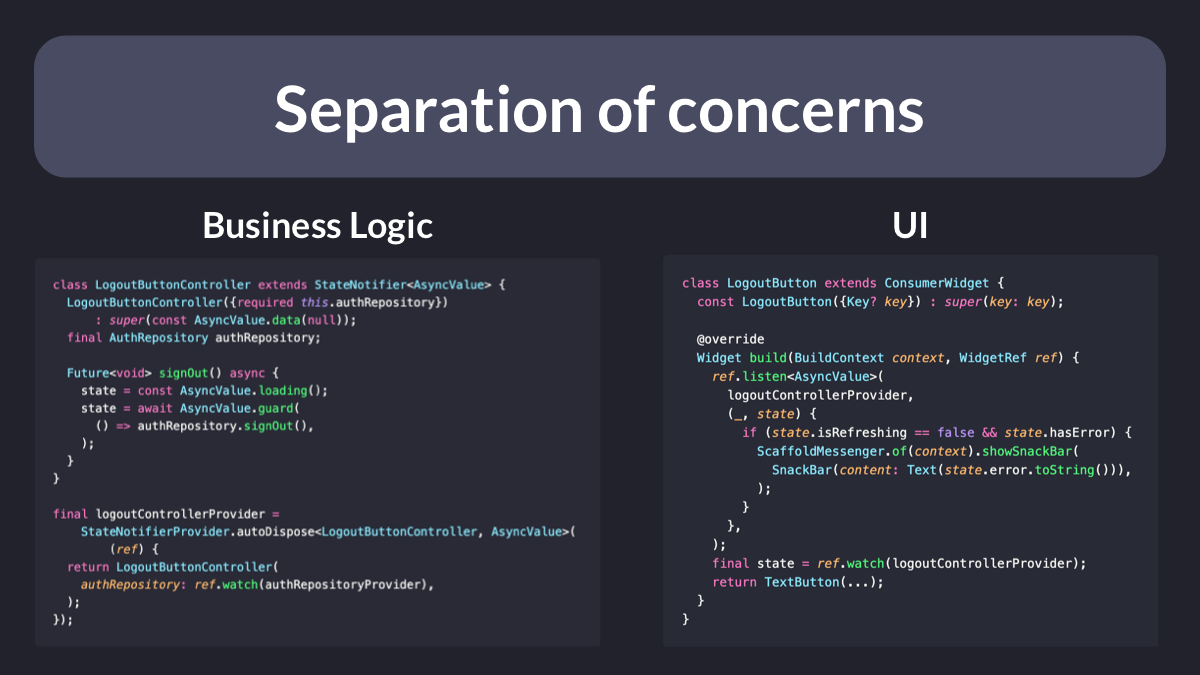 Separation of concerns
Business Logic
class LogoutButtonController extends StateNotifier<AsyncValue> {
  LogoutButtonController({required this.authRepository})
      : super(const AsyncValue.data(null));
  final AuthRepository authRepository;

  Future<void> signOut() async {
    state = const AsyncValue.loading();
    state = await AsyncValue.guard(
      () => authRepository.signOut(),
    );
  }
}

final logoutControllerProvider =
    StateNotifierProvider.autoDispose<LogoutButtonController, AsyncValue>(
        (ref) {
  return LogoutButtonController(
    authRepository: ref.watch(authRepositoryProvider),
  );
});
UI
class LogoutButton extends ConsumerWidget {
  const LogoutButton({Key? key}) : super(key: key);

  @override
  Widget build(BuildContext context, WidgetRef ref) {
    ref.listen<AsyncValue>(
      logoutControllerProvider,
      (_, state) {
        if (state.isRefreshing == false && state.hasError) {
          ScaffoldMessenger.of(context).showSnackBar(
            SnackBar(content: Text(state.error.toString())),
          );
        }
      },
    );
    final state = ref.watch(logoutControllerProvider);
    return TextButton(...);
  }
}